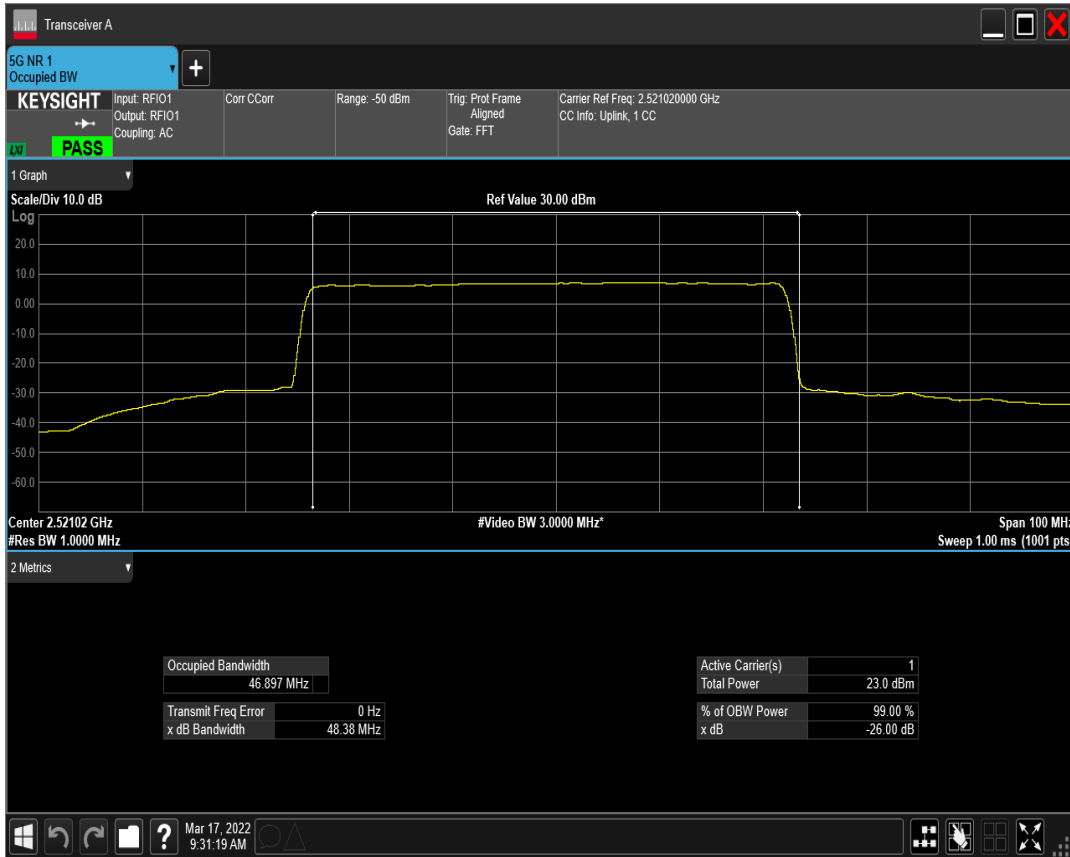 Transceiver A
5G NR 1
Occupied BW
KEYSIGHT
Input: RFIO1
Corr CCorr
Range: -50 dBm
Trig: Prot Frame
Carrier Ref Freq: 2.521020000 GHz
Output: RFIO1
Aligned
CC Info: Uplink, 1 CC
Coupling: AC
Gate: FFT
LXI
PASS
1 Graph
Scale/Div 10.0 dB
Ref Value 30.00 dBm
Log
20.0
10.0
0.00
-10.0
-20.0
-30.0
-40.0
-50.0
-60.0
Center 2.52102 GHz
#Video BW 3.0000 MHz*
Span 100 MHz
#Res BW 1.0000 MHz
Sweep 1.00 ms (1001 pts
2 Metrics
Occupied Bandwidth
46.897 MHz
Active Carrier(s) 1
Total Power 23.0 dBm
Transmit Freq Error 0 Hz
x dB Bandwidth 48.38 MHz
% of OBW Power 99.00 %
x dB -26.00 dB
?
Mar 17, 2022
9:31:19 AM